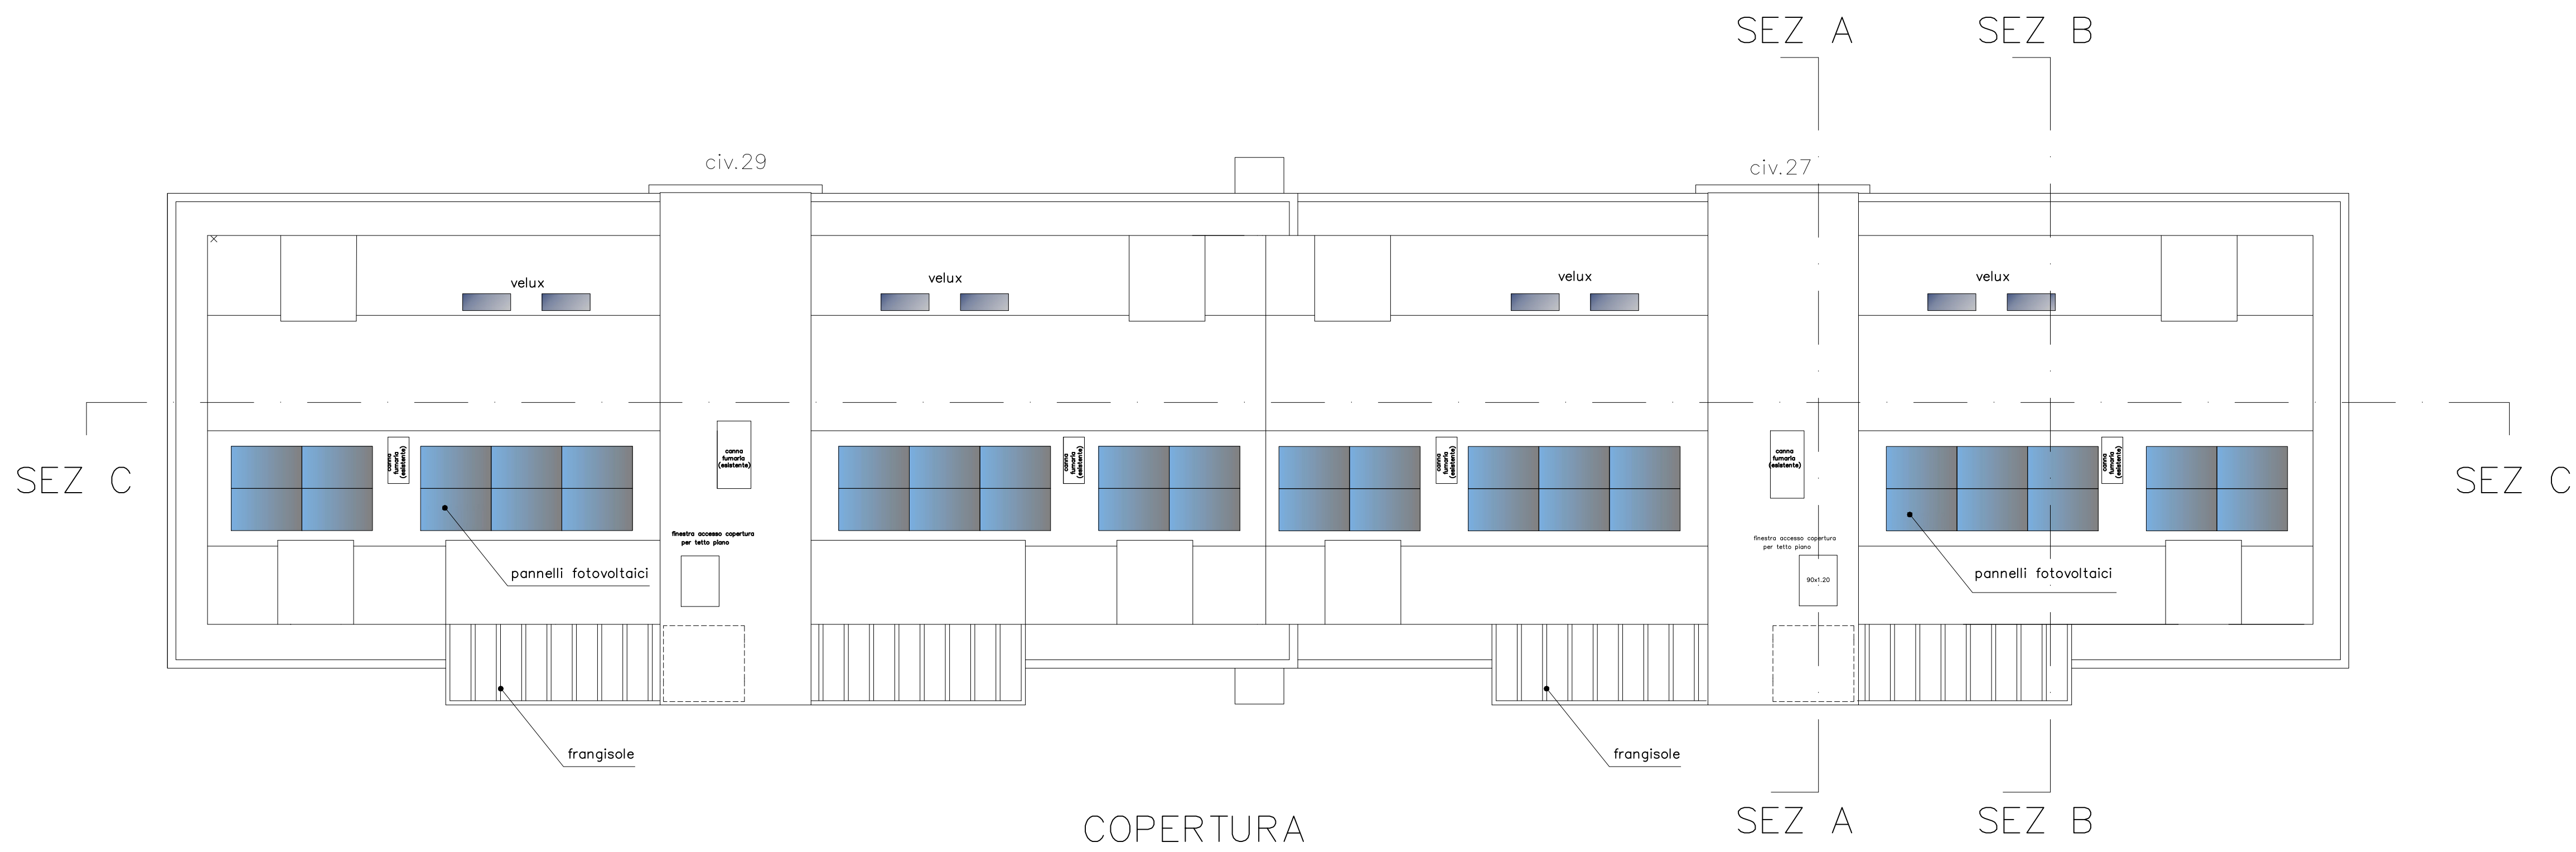 SEZ A
SEZ B
civ.29
civ.27
velux
velux
velux
velux
SEZ C
SEZ C
canna
fumaria
(esistente)
canna
fumaria
(esistente)
canna
fumaria
(esistente)
canna
fumaria
(esistente)
canna
fumaria
(esistente)
canna
fumaria
(esistente)
finestra accesso copertura
per tetto piano
finestra accesso copertura
per tetto piano
90x1.20
pannelli fotovoltaici
pannelli fotovoltaici
frangisole
frangisole
SEZ A
SEZ B
COPERTURA